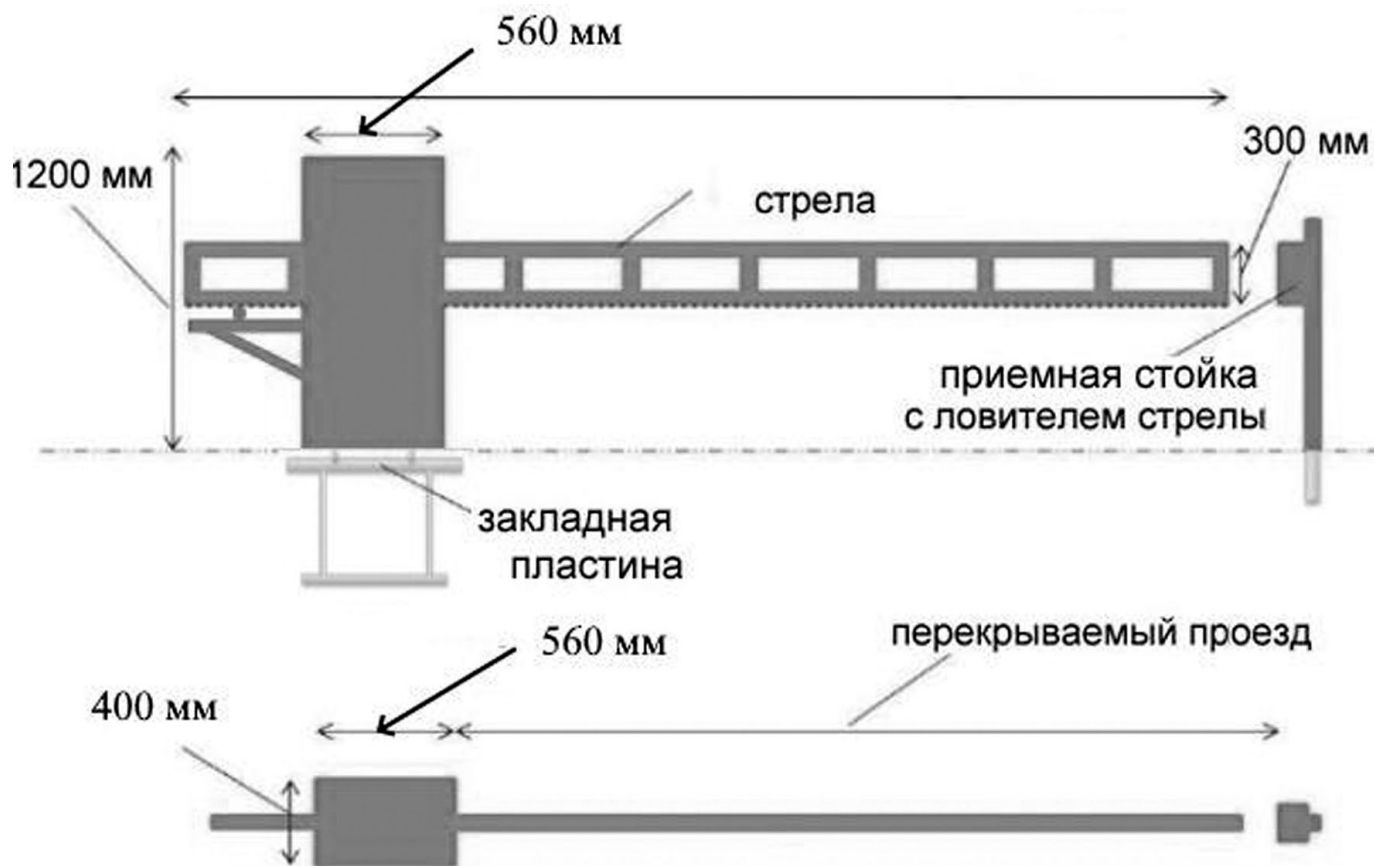 560 мм
1200 мм
300 мм
стрела
приемная стойка
с ловителем стрелы
закладная
пластина
560 мм
перекрываемый проезд
400 мм